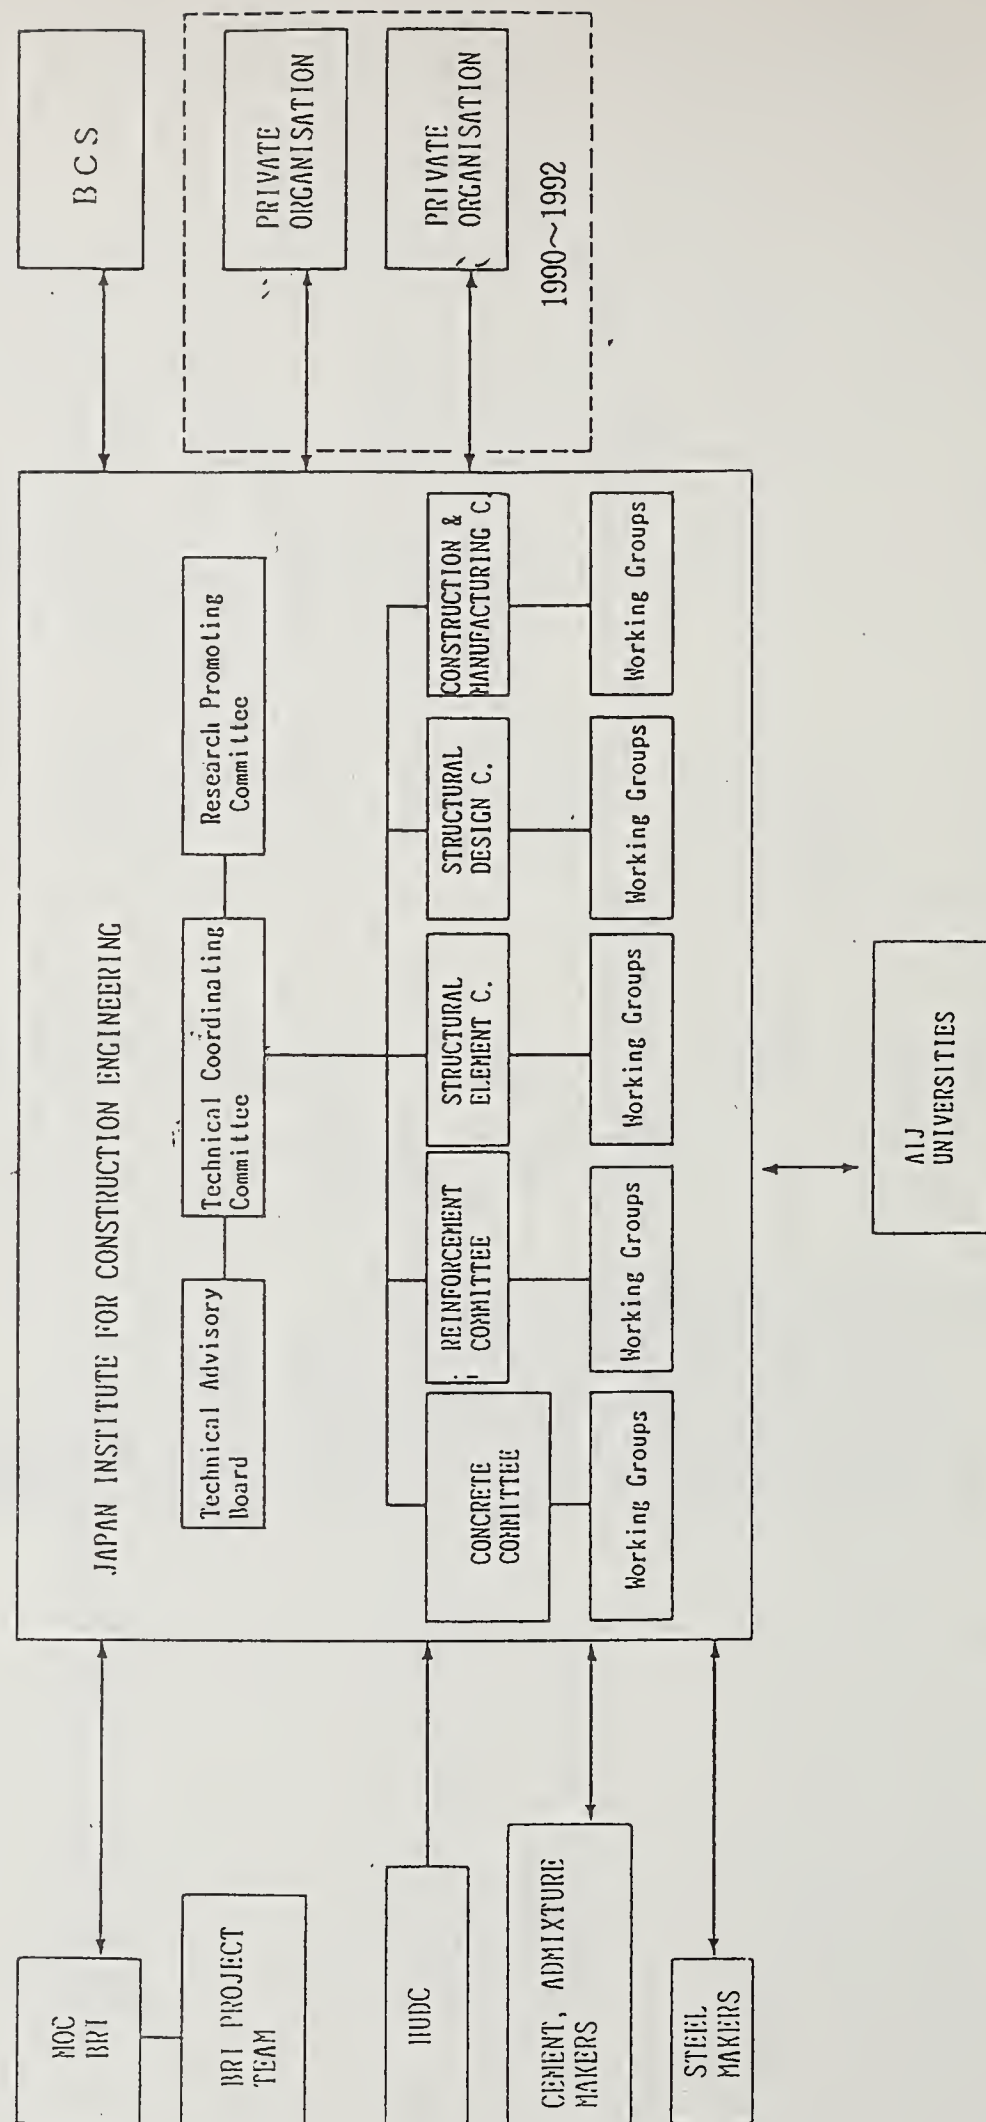 MOC
BRI
BRI PROJECT
TEAM
HUDC
CEMENT, ADMIXTURE
MAKERS
STEEL
MAKERS
JAPAN INSTITUTE FOR CONSTRUCTION ENGINEERING
Technical Advisory
Board
Technical Coordinating
Committee
Research Promoting
Committee
CONCRETE
COMMITTEE
REINFORCEMENT
COMMITTEE
STRUCTURAL
ELEMENT C.
STRUCTURAL
DESIGN C.
CONSTRUCTION &
MANUFACTURING C
Working Groups
Working Groups
Working Groups
Working Groups
Working Groups
BCS
PRIVATE
ORGANISATION
PRIVATE
ORGANISATION
1990~1992
AIJ
UNIVERSITIES